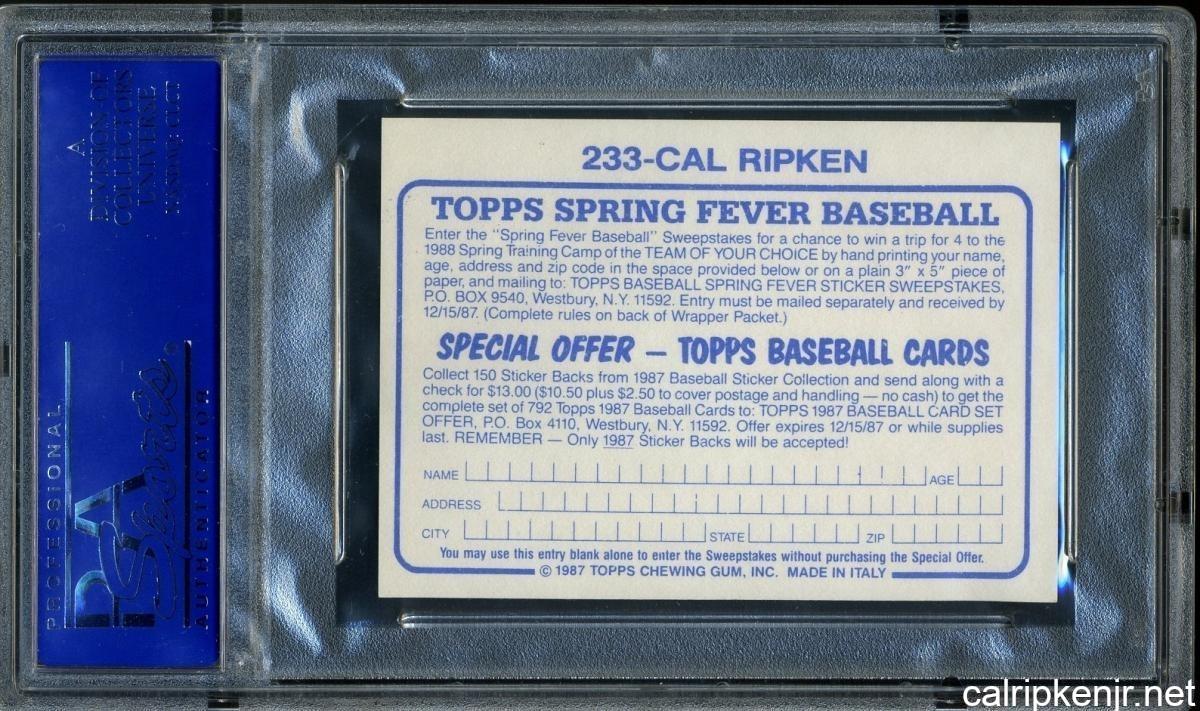 A
DIVISION OF
COLLECTORS
UNIVERSE
NASDAQ: CLCT
PROFESSIONAL
PSA
Sports
AUTHENTICATOR
233-CAL RIPKEN
TOPPS SPRING FEVER BASEBALL
Enter the "Spring Fever Baseball" Sweepstakes for a chance to win a trip for 4 to the
1988 Spring Training Camp of the TEAM OF YOUR CHOICE by hand printing your name,
age, address and zip code in the space provided below or on a plain 3" x 5" piece of
paper, and mailing to: TOPPS BASEBALL SPRING FEVER STICKER SWEEPSTAKES,
P.O. BOX 9540, Westbury, N.Y. 11592. Entry must be mailed separately and received by
12/15/87. (Complete rules on back of Wrapper Packet.)
SPECIAL OFFER – TOPPS BASEBALL CARDS
Collect 150 Sticker Backs from 1987 Baseball Sticker Collection and send along with a
check for $13.00 ($10.50 plus $2.50 to cover postage and handling — no cash) to get the
complete set of 792 Topps 1987 Baseball Cards to: TOPPS 1987 BASEBALL CARD SET
OFFER, P.O. Box 4110, Westbury, N.Y. 11592. Offer expires 12/15/87 or while supplies
last. REMEMBER — Only 1987 Sticker Backs will be accepted!
NAME AGE
ADDRESS
CITY STATE ZIP
You may use this entry blank alone to enter the Sweepstakes without purchasing the Special Offer.
© 1987 TOPPS CHEWING GUM, INC. MADE IN ITALY
calripkenjr.net